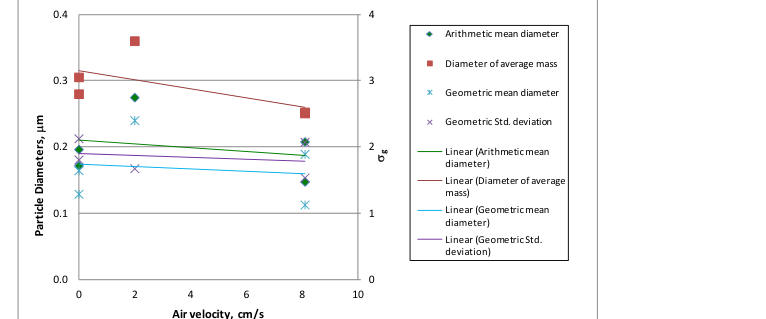 0.4
0.3
0.2
0.1
0.0
Particle Diameters, µm
4
3
2
1
0
σg
0 2 4 6 8 10
Air velocity, cm/s
Arithmetic mean diameter
Diameter of average mass
Geometric mean diameter
Geometric Std. deviation
Linear (Arithmetic mean
diameter)
Linear (Diameter of average
mass)
Linear (Geometric mean
diameter)
Linear (Geometric Std.
deviation)